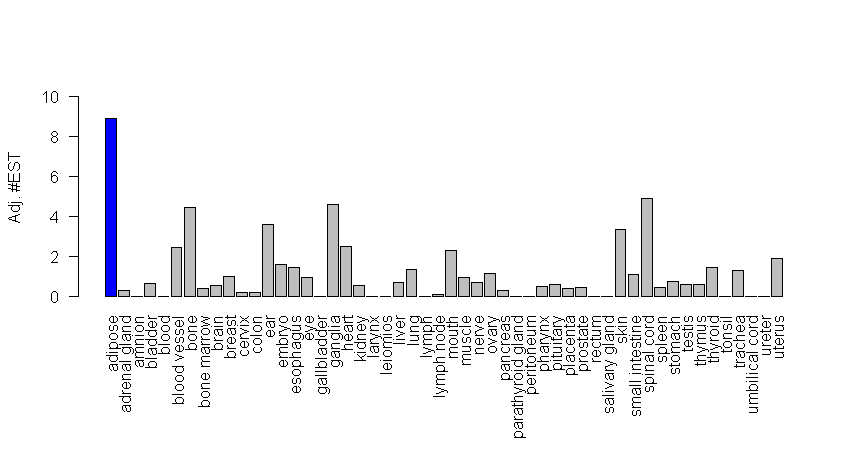 Adj. #EST
10
8
6
4
2
0
adipose
adrenal gland
amnion
bladder
blood
blood vessel
bone
bone marrow
brain
breast
cervix
colon
ear
embryo
esophagus
eye
gallbladder
ganglia
heart
kidney
larynx
leiomios
liver
lung
lymph
lymph node
mouth
muscle
nerve
ovary
pancreas
parathyroid gland
peritoneum
pharynx
pituitary
placenta
prostate
rectum
salivary gland
skin
small intestine
spinal cord
spleen
stomach
testis
thymus
thyroid
tonsil
trachea
umbilical cord
ureter
uterus